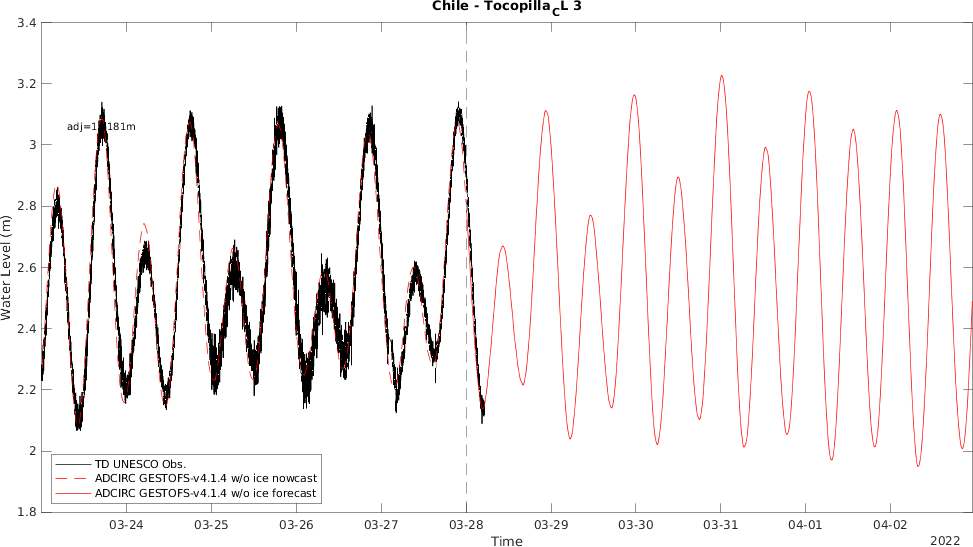 Chile - Tocopilla_CL 3
3.4
3.2
3
2.8
2.6
2.4
2.2
2
1.8
Water Level (m)
TD UNESCO Obs.
ADCIRC GESTOFS-v4.1.4 w/o ice nowcast
ADCIRC GESTOFS-v4.1.4 w/o ice forecast
03-24 03-25 03-26 03-27 03-28 03-29 03-30 03-31 04-01 04-02
Time
2022